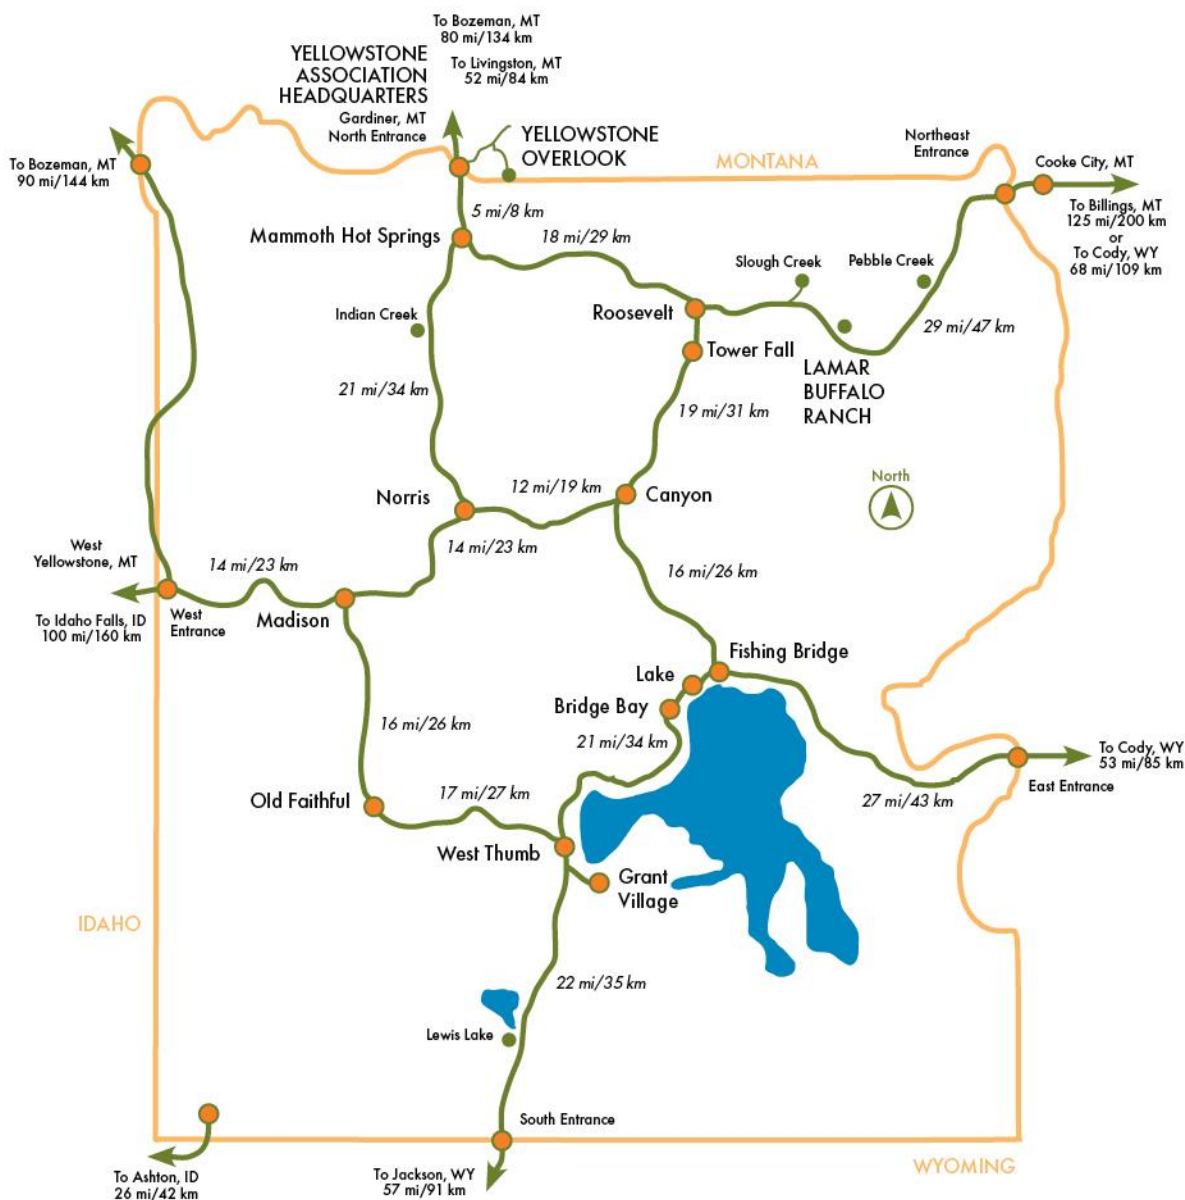 To Bozeman, MT
80 mi/134 km
To Livingston, MT
52 mi/84 km
YELLOWSTONE
ASSOCIATION
HEADQUARTERS
Gardiner, MT
North Entrance
YELLOWSTONE
OVERLOOK
MONTANA
Northeast
Entrance
Cooke City, MT
To Billings, MT
125 mi/200 km
or
To Cody, WY
68 mi/109 km
To Bozeman, MT
90 mi/144 km
5 mi/8 km
Mammoth Hot Springs
18 mi/29 km
Slough Creek
Pebble Creek
Indian Creek
Roosevelt
29 mi/47 km
Tower Fall
LAMAR
BUFFALO
RANCH
21 mi/34 km
19 mi/31 km
North
Norris
12 mi/19 km
Canyon
West
Yellowstone, MT
14 mi/23 km
14 mi/23 km
16 mi/26 km
To Idaho Falls, ID
100 mi/160 km
West
Entrance
Madison
Fishing Bridge
Lake
Bridge Bay
16 mi/26 km
21 mi/34 km
To Cody, WY
53 mi/85 km
East Entrance
27 mi/43 km
Old Faithful
17 mi/27 km
West Thumb
Grant
Village
IDAHO
22 mi/35 km
Lewis Lake
South Entrance
To Ashton, ID
26 mi/42 km
To Jackson, WY
57 mi/91 km
WYOMING